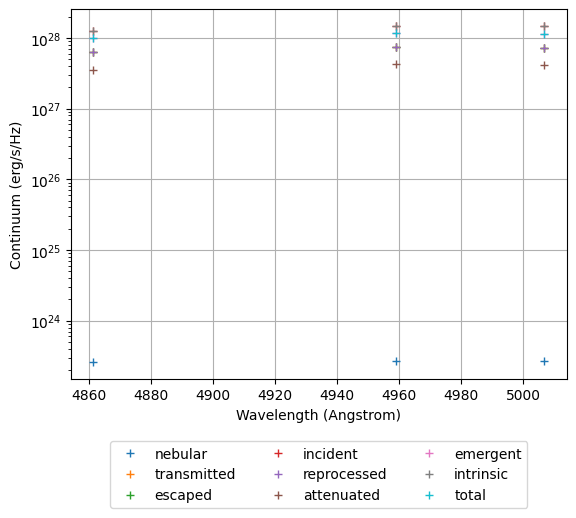 10^28
10^27
10^26
10^25
10^24
Continuum (erg/s/Hz)
4860 4880 4900 4920 4940 4960 4980 5000
Wavelength (Angstrom)
nebular incident emergent
transmitted reprocessed intrinsic
escaped attenuated total